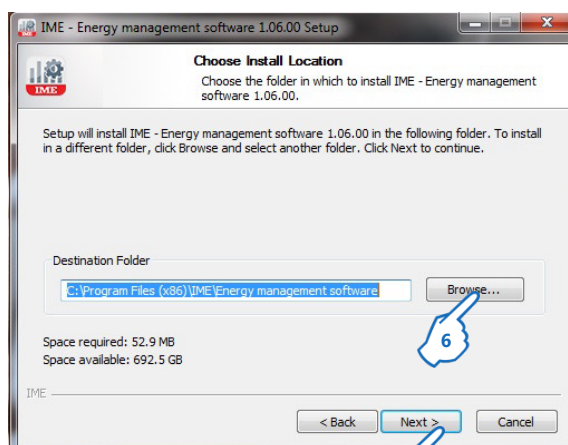 IME - Energy management software 1.06.00 Setup
IME
Choose Install Location
Choose the folder in which to install IME - Energy management
software 1.06.00.
Setup will install IME - Energy management software 1.06.00 in the following folder. To install
in a different folder, click Browse and select another folder. Click Next to continue.
Destination Folder
C:\Program Files (x86)\IME\Energy management software
Browse...
6
Space required: 52.9 MB
Space available: 692.5 GB
IME
< Back
Next >
Cancel